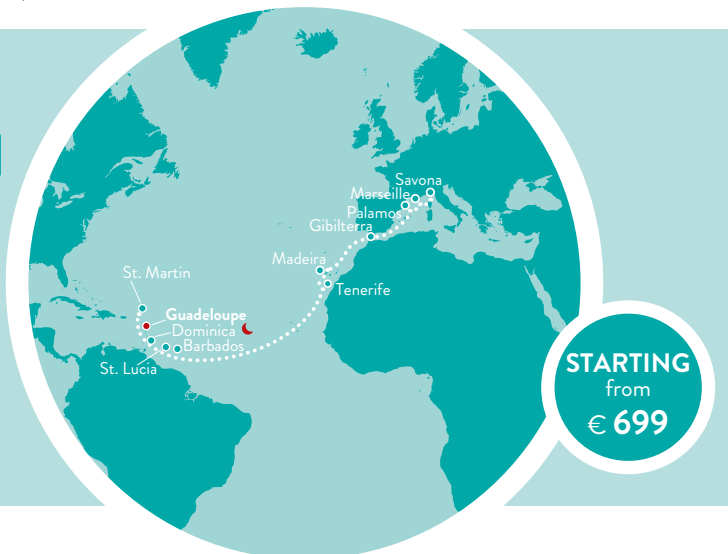 Savona
Marseille
Palamos
Gibilterra
Madeira
Tenerife
St. Martin
Guadeloupe
Dominica
Barbados
St. Lucia
STARTING
from
€ 699